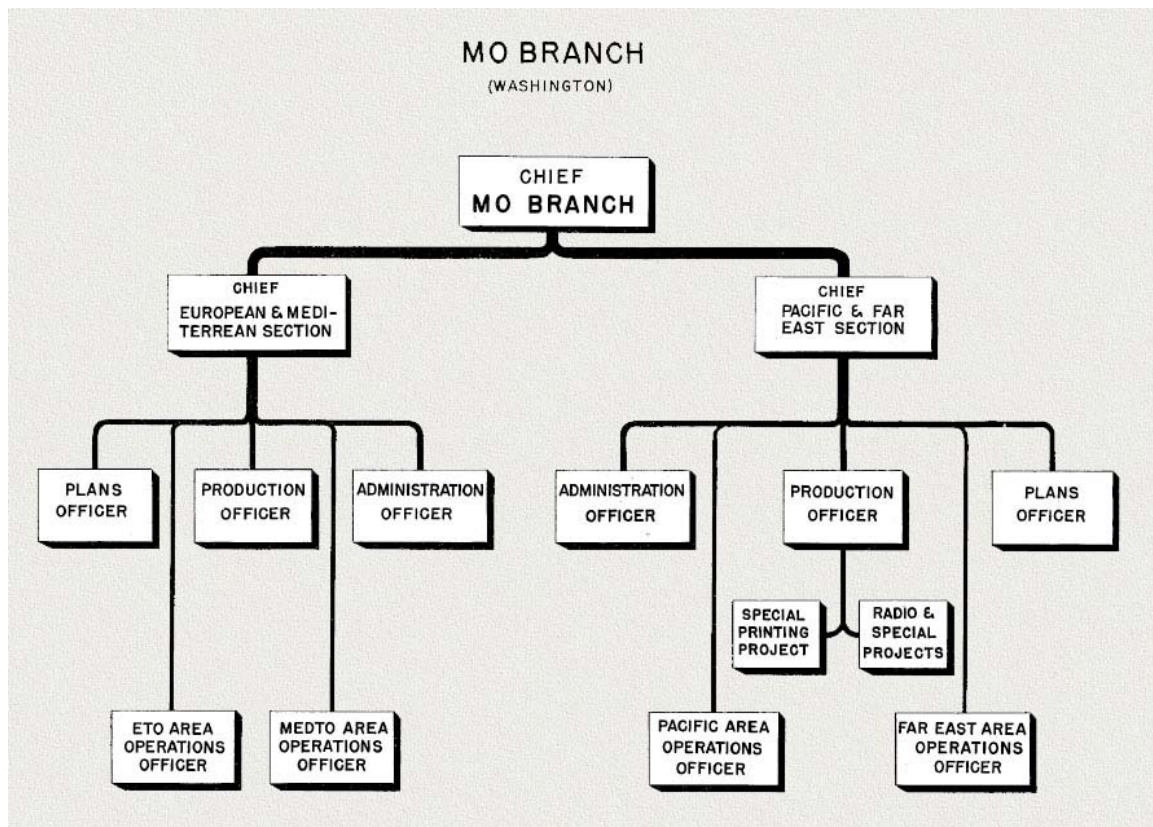 MO BRANCH
(WASHINGTON)
CHIEF
MO BRANCH
CHIEF
EUROPEAN & MEDI-
TERREAN SECTION
CHIEF
PACIFIC & FAR
EAST SECTION
PLANS
OFFICER
PRODUCTION
OFFICER
ADMINISTRATION
OFFICER
ADMINISTRATION
OFFICER
PRODUCTION
OFFICER
PLANS
OFFICER
SPECIAL
PRINTING
PROJECT
RADIO &
SPECIAL
PROJECTS
ETO AREA
OPERATIONS
OFFICER
MEDTO AREA
OPERATIONS
OFFICER
PACIFIC AREA
OPERATIONS
OFFICER
FAR EAST AREA
OPERATIONS
OFFICER